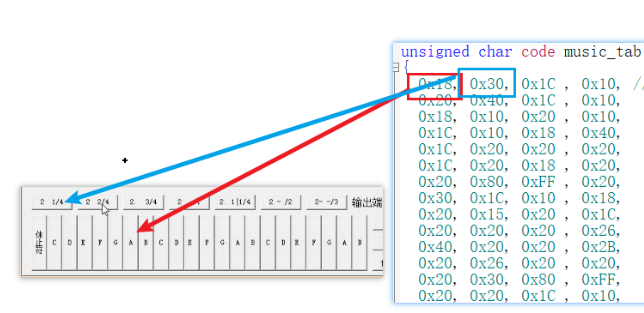 unsigned char code music_tab
{
0x18, 0x30, 0x1C , 0x10, //
0x20, 0x40, 0x1C , 0x10,
0x18, 0x10, 0x20 , 0x10,
0x1C, 0x10, 0x18 , 0x40,
0x1C, 0x20, 0x20 , 0x20,
0x1C, 0x20, 0x18 , 0x20,
0x20, 0x80, 0xFF , 0x20,
0x30, 0x1C, 0x10 , 0x18,
0x20, 0x15, 0x20 , 0x1C,
0x20, 0x20, 0x20 , 0x26,
0x40, 0x20, 0x20 , 0x2B,
0x20, 0x26, 0x20 , 0x20,
0x20, 0x30, 0x80 , 0xFF,
0x20, 0x20, 0x1C , 0x10,
2 1/4 2 2/4 2. 3/4 2. 1|1/4 2 - /2 2- -/3 输出端
休止符 C D E F G A B C D E F G A B C D E F G A B